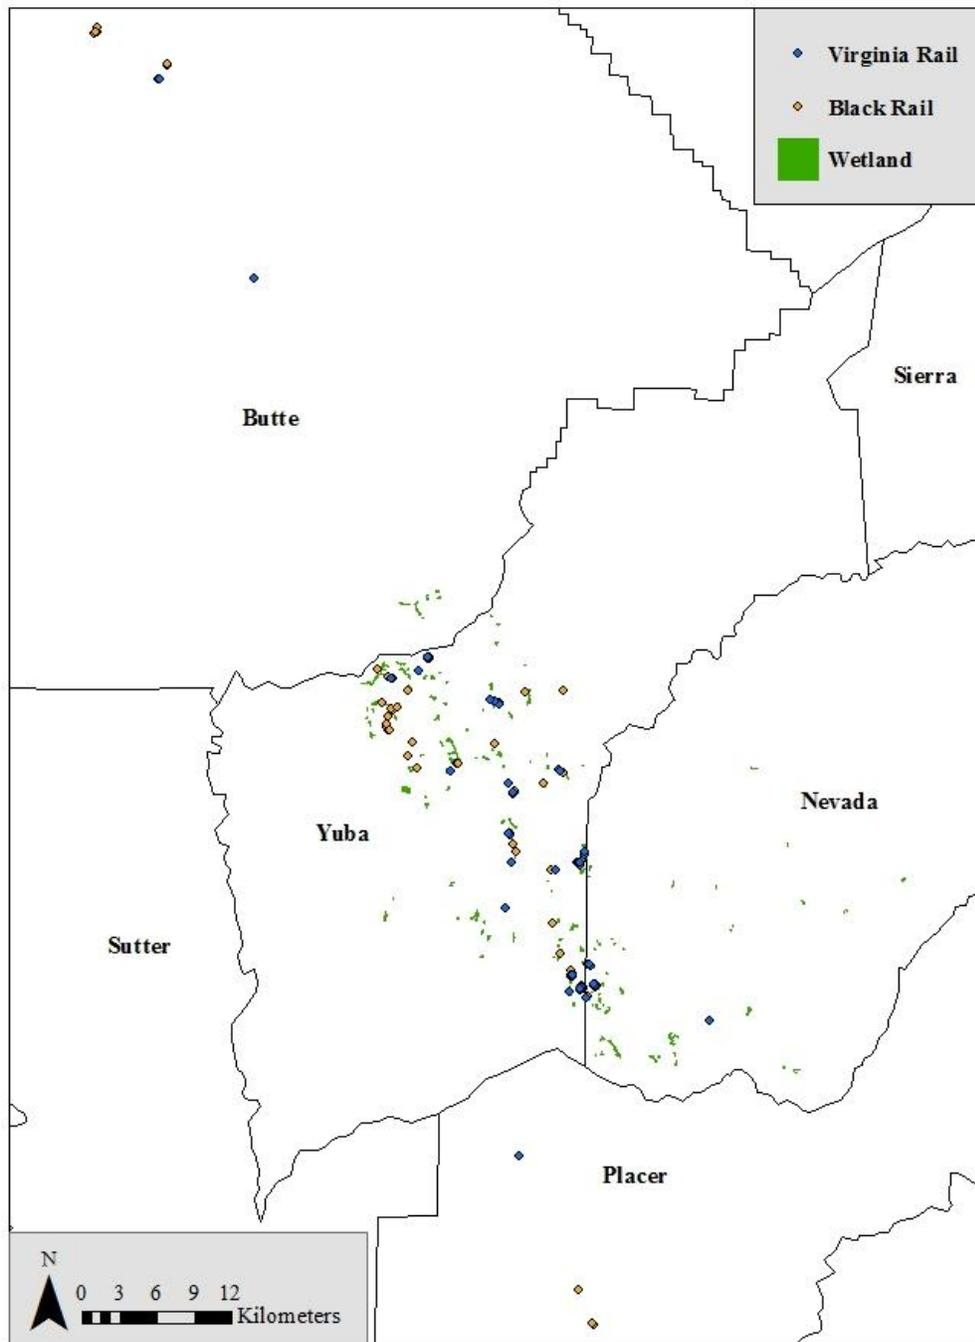 Virginia Rail
Black Rail
Wetland
Sierra
Butte
Nevada
Yuba
Sutter
Placer
N
0 3 6 9 12
Kilometers